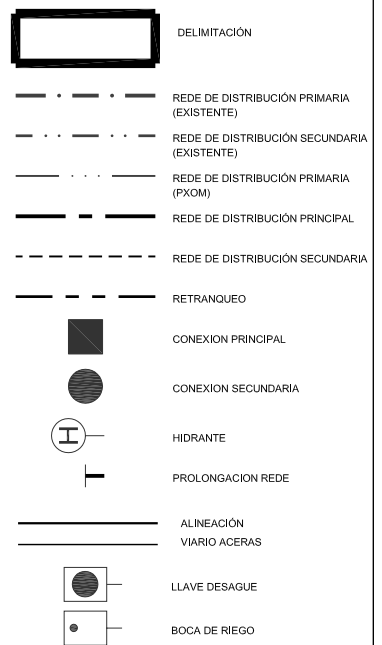 DELIMITACIÓN
REDE DE DISTRIBUCIÓN PRIMARIA
(EXISTENTE)
REDE DE DISTRIBUCIÓN SECUNDARIA
(EXISTENTE)
REDE DE DISTRIBUCIÓN PRIMARIA
(PXOM)
REDE DE DISTRIBUCIÓN PRINCIPAL
REDE DE DISTRIBUCIÓN SECUNDARIA
RETRANQUEO
CONEXION PRINCIPAL
CONEXION SECUNDARIA
H
HIDRANTE
PROLONGACION REDE
ALINEACIÓN
VIARIO ACERAS
LLAVE DESAGUE
BOCA DE RIEGO